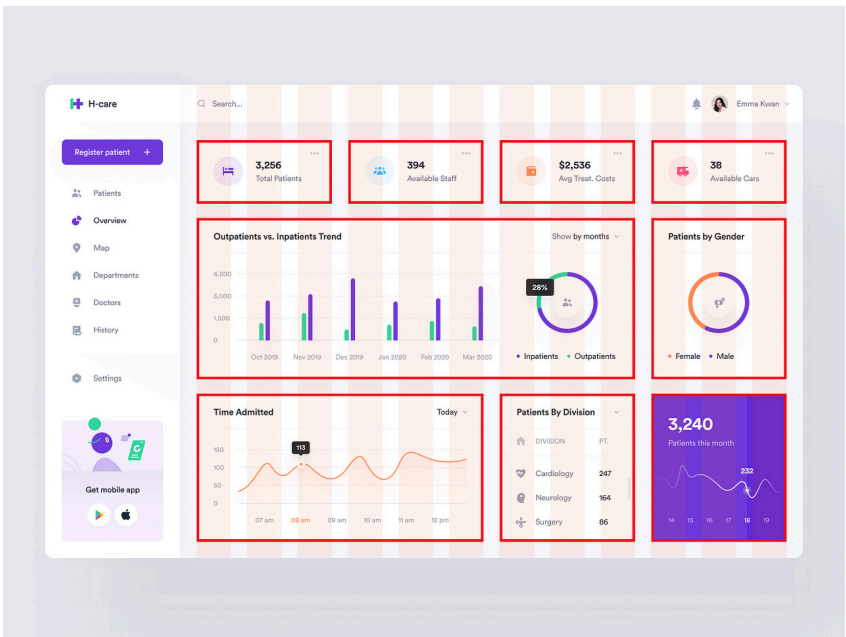 H-care
Search...
Emma Kwan
Register patient +
Patients
Overview
Map
Departments
Doctors
History
Settings
Get mobile app
3,256
Total Patients
394
Available Staff
$2,536
Avg Treat. Costs
38
Available Cars
Outpatients vs. Inpatients Trend
Show by months
4,500
3,000
1,500
0
Oct 2019 Nov 2019 Dec 2019 Jan 2020 Feb 2020 Mar 2020
28%
Inpatients Outpatients
Patients by Gender
Female Male
Time Admitted
Today
113
150
100
50
0
07 am 08 am 09 am 10 am 11 am 12 pm
Patients By Division
DIVISION PT.
Cardiology 247
Neurology 164
Surgery 86
3,240
Patients this month
232
14 15 16 17 18 19